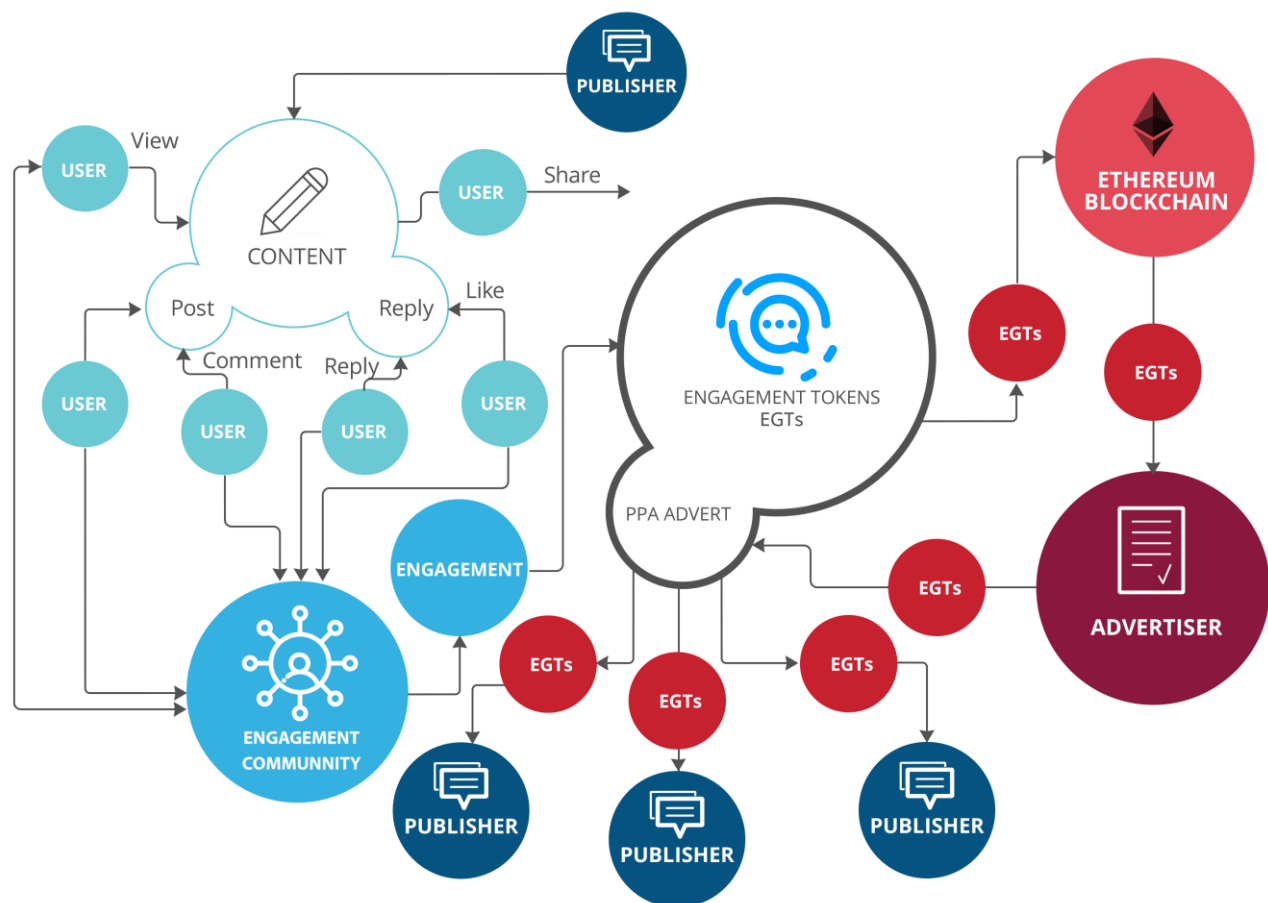 PUBLISHER
View
USER
USER
Share
CONTENT
ETHEREUM
BLOCKCHAIN
Post
Reply
Like
EGTs
Comment
Reply
EGTs
USER
USER
USER
USER
ENGAGEMENT TOKENS
EGTs
PPA ADVERT
ENGAGEMENT
EGTs
ADVERTISER
EGTs
EGTs
EGTs
ENGAGEMENT
COMMUNNITY
PUBLISHER
PUBLISHER
PUBLISHER